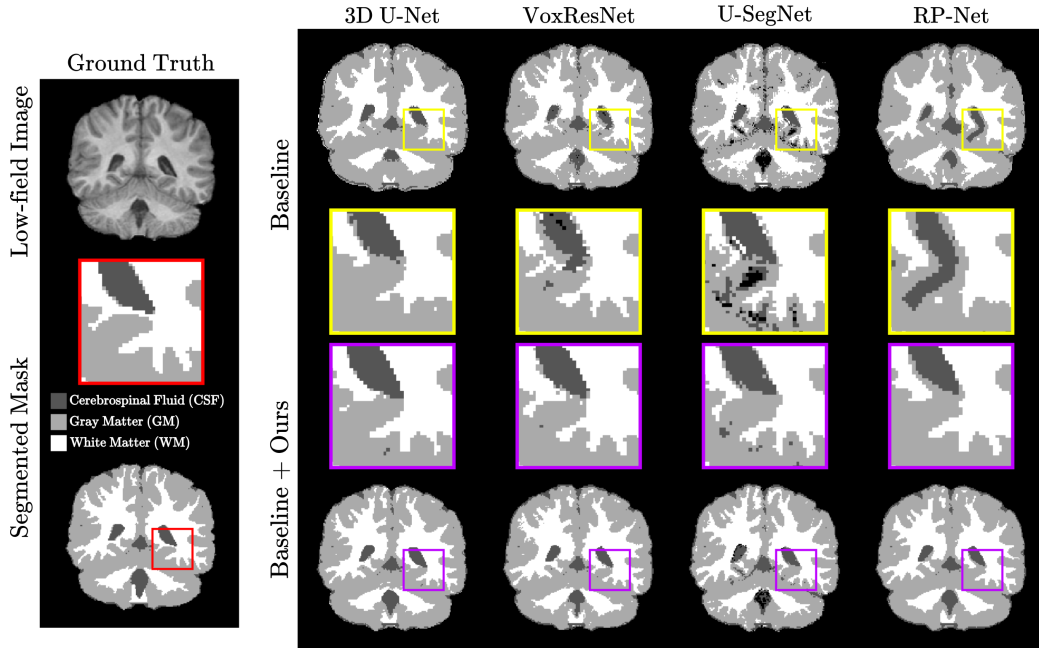 3D U-Net
VoxResNet
U-SegNet
RP-Net
Ground Truth
Low-field Image
Segmented Mask
Cerebrospinal Fluid (CSF)
Gray Matter (GM)
White Matter (WM)
Baseline
Baseline + Ours